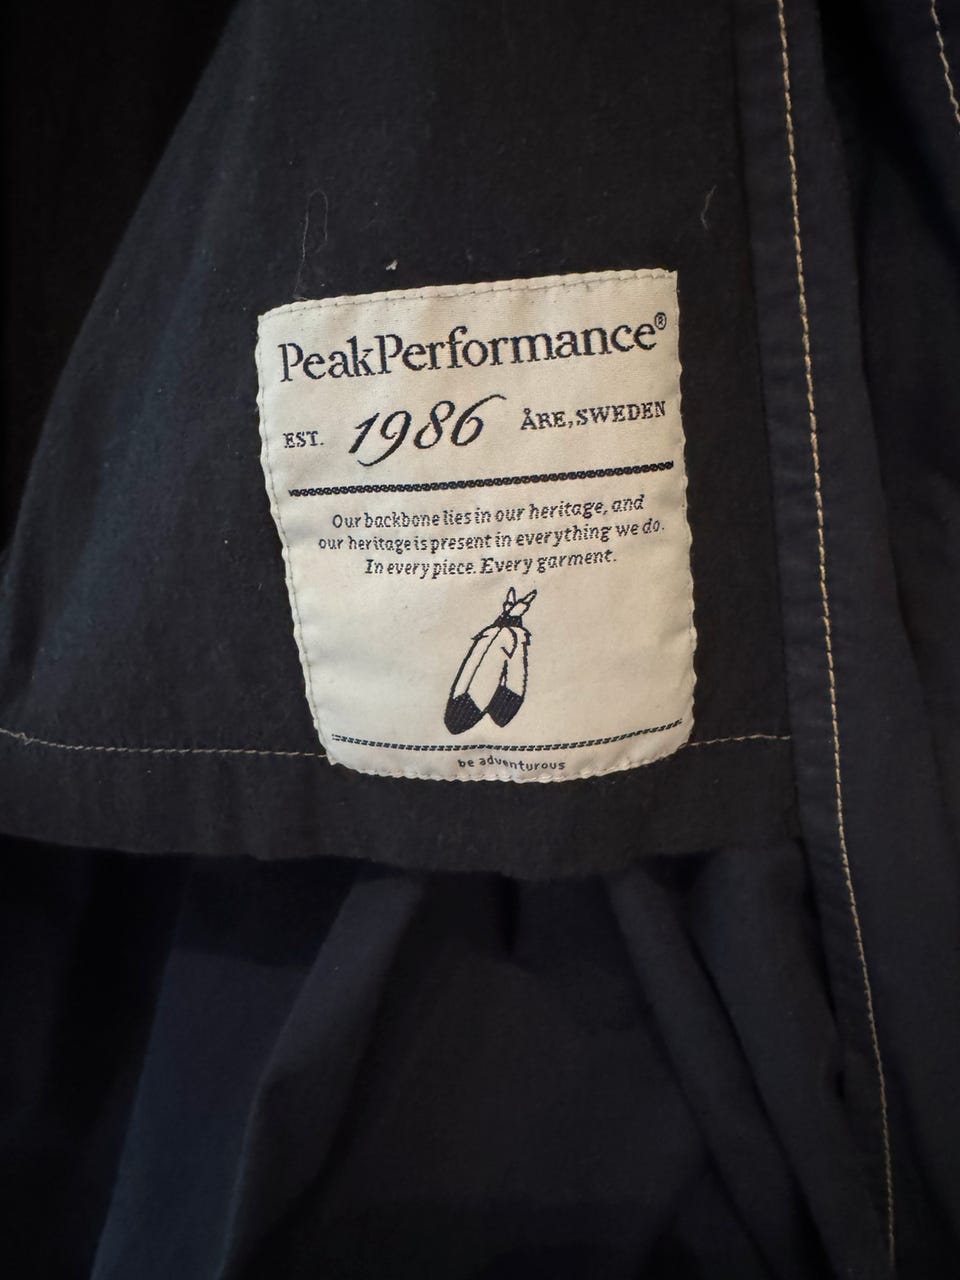 PeakPerformance®
EST. 1986 ÅRE, SWEDEN
Our backbone lies in our heritage, and
our heritage is present in everything we do.
In every piece. Every garment.
be adventurous